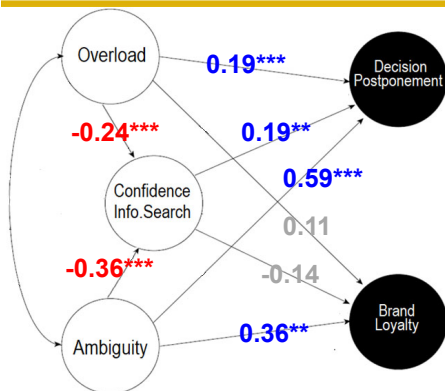 Overload
0.19***
Decision
Postponement
-0.24***
0.19**
Confidence
Info.Search
0.59***
0.11
-0.36***
-0.14
Ambiguity
0.36**
Brand
Loyalty